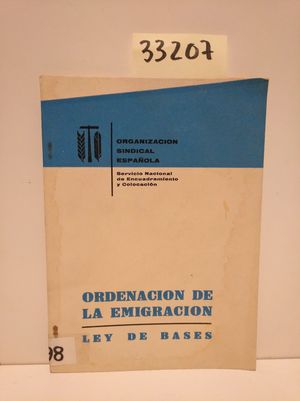 33207
ORGANIZACION
SINDICAL
ESPAÑOLA
Servicio Nacional
de Encuadramiento
y Colocación
ORDENACION DE
LA EMIGRACION
LEY DE BASES
98